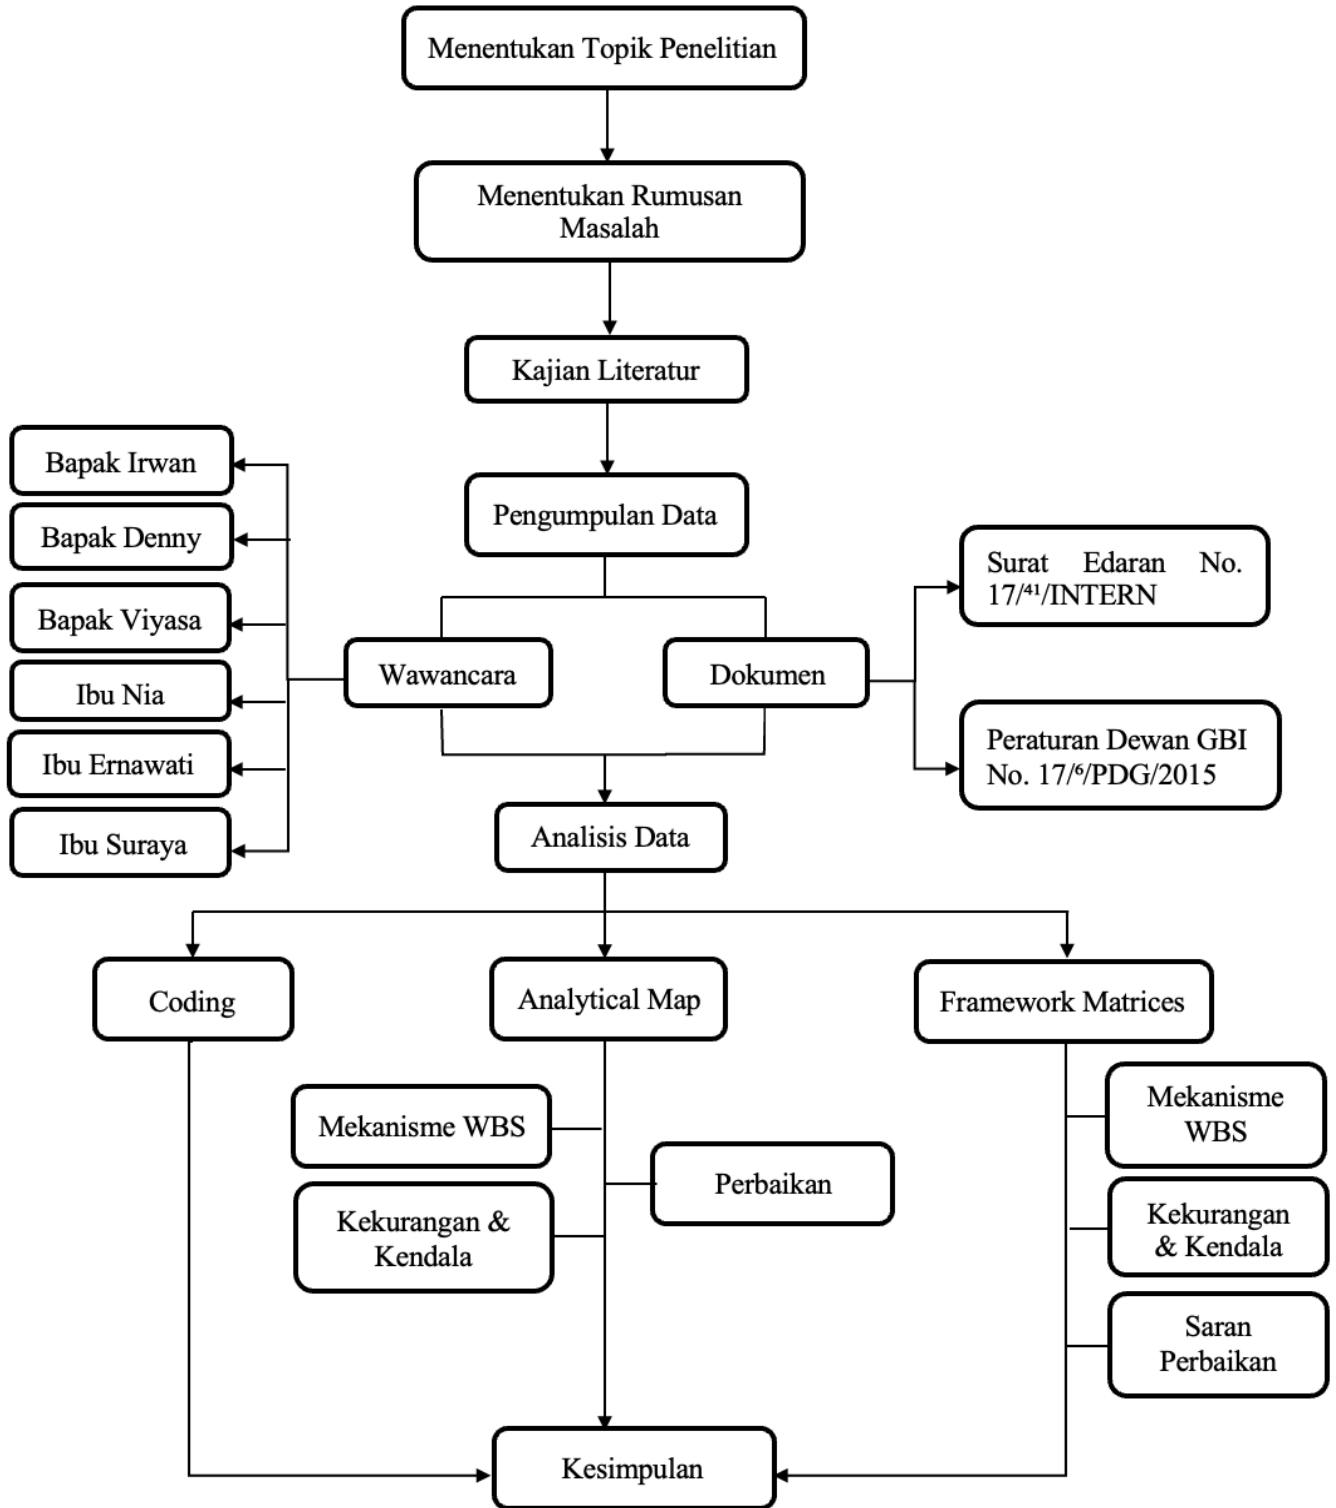 Menentukan Topik Penelitian
Menentukan Rumusan
Masalah
Kajian Literatur
Pengumpulan Data
Bapak Irwan
Bapak Denny
Bapak Viyasa
Ibu Nia
Ibu Ernawati
Ibu Suraya
Wawancara
Dokumen
Surat Edaran No.
17/⁴¹/INTERN
Peraturan Dewan GBI
No. 17/⁶/PDG/2015
Analisis Data
Coding
Analytical Map
Framework Matrices
Mekanisme WBS
Kekurangan &
Kendala
Perbaikan
Mekanisme
WBS
Kekurangan
& Kendala
Saran
Perbaikan
Kesimpulan